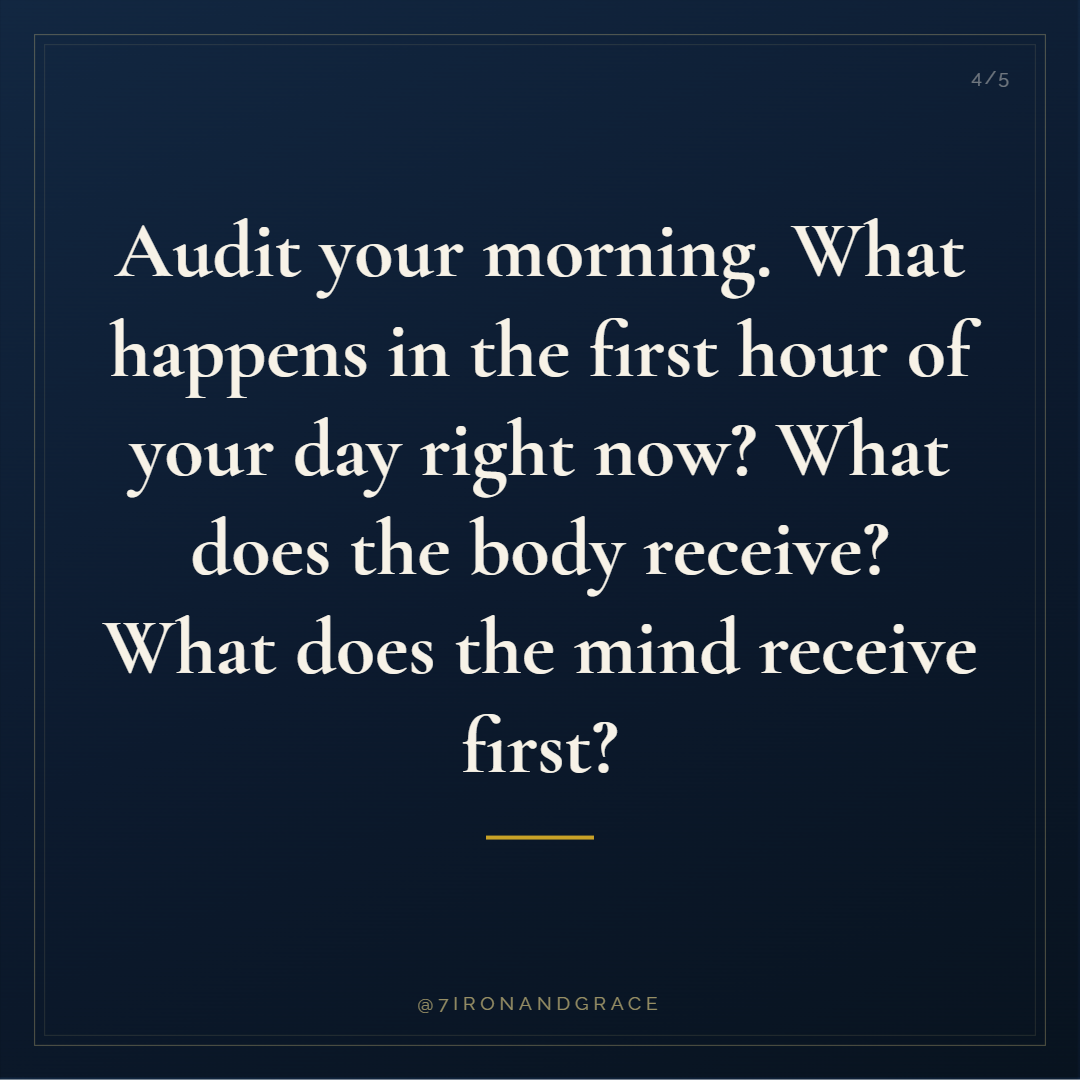 4/5
Audit your morning. What
happens in the first hour of
your day right now? What
does the body receive?
What does the mind receive
first?
@7IRONANDGRACE